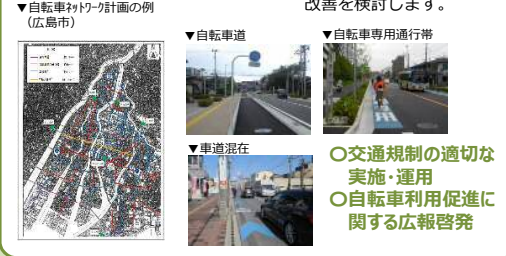 ▼自転車ﾈｯﾄﾜｰｸ計画の例
（広島市）
改善を検討します。
▼自転車道
▼自転車専用通行帯
▼車道混在
〇交通規制の適切な
実施・運用
〇自転車利用促進に
関する広報啓発